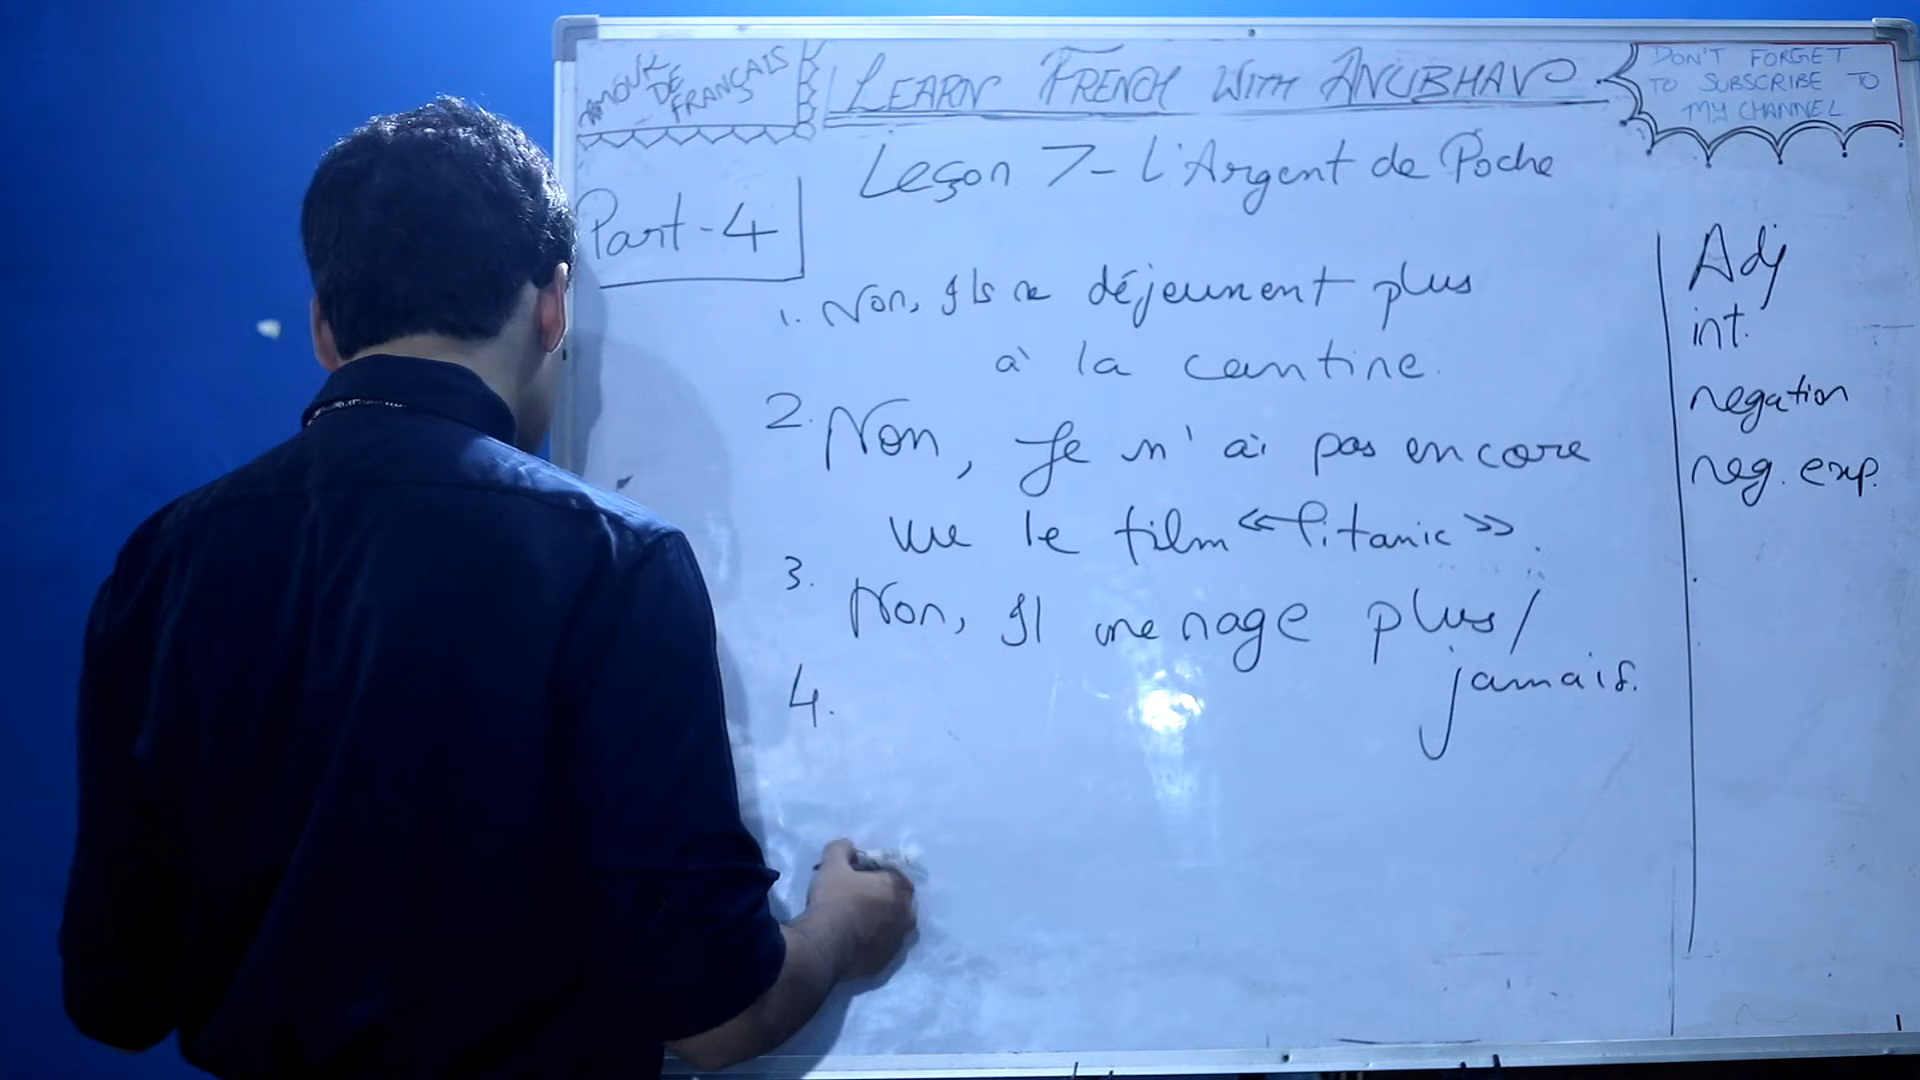 AMOUR
DE
FRANÇAIS
LEARN FRENCH WITH ANUBHAV
DON'T FORGET
TO SUBSCRIBE TO
MY CHANNEL
Leçon 7- L'Argent de Poche
Part-4
1. Non, Ils ne déjeunent plus
à la cantine.
2. Non, Je n'ai pas encore
vu le film «Titanic».
3. Non, Il ne nage plus/
jamais.
4.
Adj
int.
negation
neg. exp.